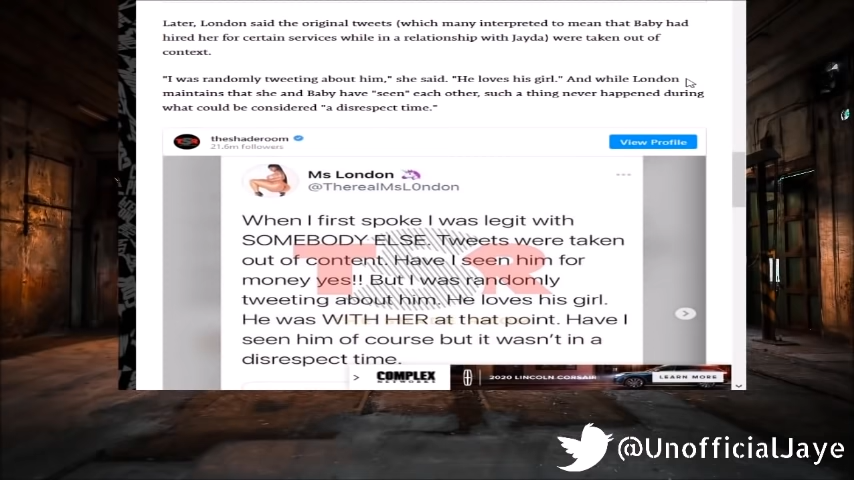 Later, London said the original tweets (which many interpreted to mean that Baby had
hired her for certain services while in a relationship with Jayda) were taken out of
context.
"I was randomly tweeting about him," she said. "He loves his girl." And while London
maintains that she and Baby have "seen" each other, such a thing never happened during
what could be considered "a disrespect time."
theshaderoom
21.6m followers
View Profile
Ms London
@TherealMsL0ndon
When I first spoke I was legit with
SOMEBODY ELSE. Tweets were taken
out of content. Have I seen him for
money yes!! But I was randomly
tweeting about him. He loves his girl.
He was WITH HER at that point. Have I
seen him of course but it wasn't in a
disrespect time.
TSR
COMPLEX
NETWORKS
2020 LINCOLN CORSAIR
LEARN MORE
@UnofficialJaye